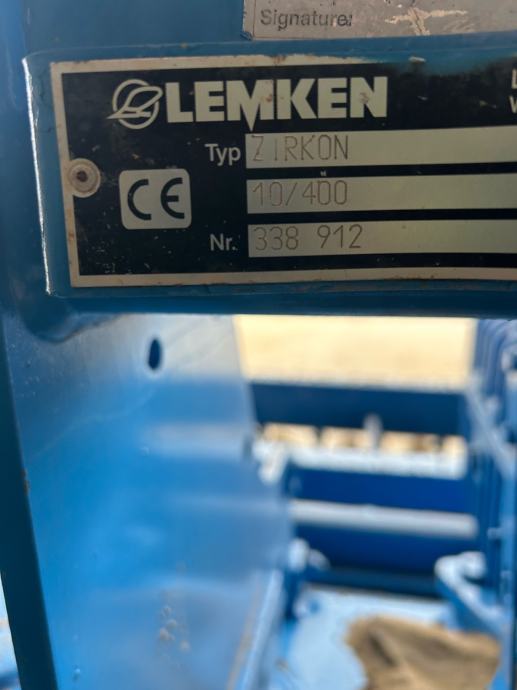 Signature:
LEMKEN
Typ ZIRKON
CE 10/400
Nr. 338 912